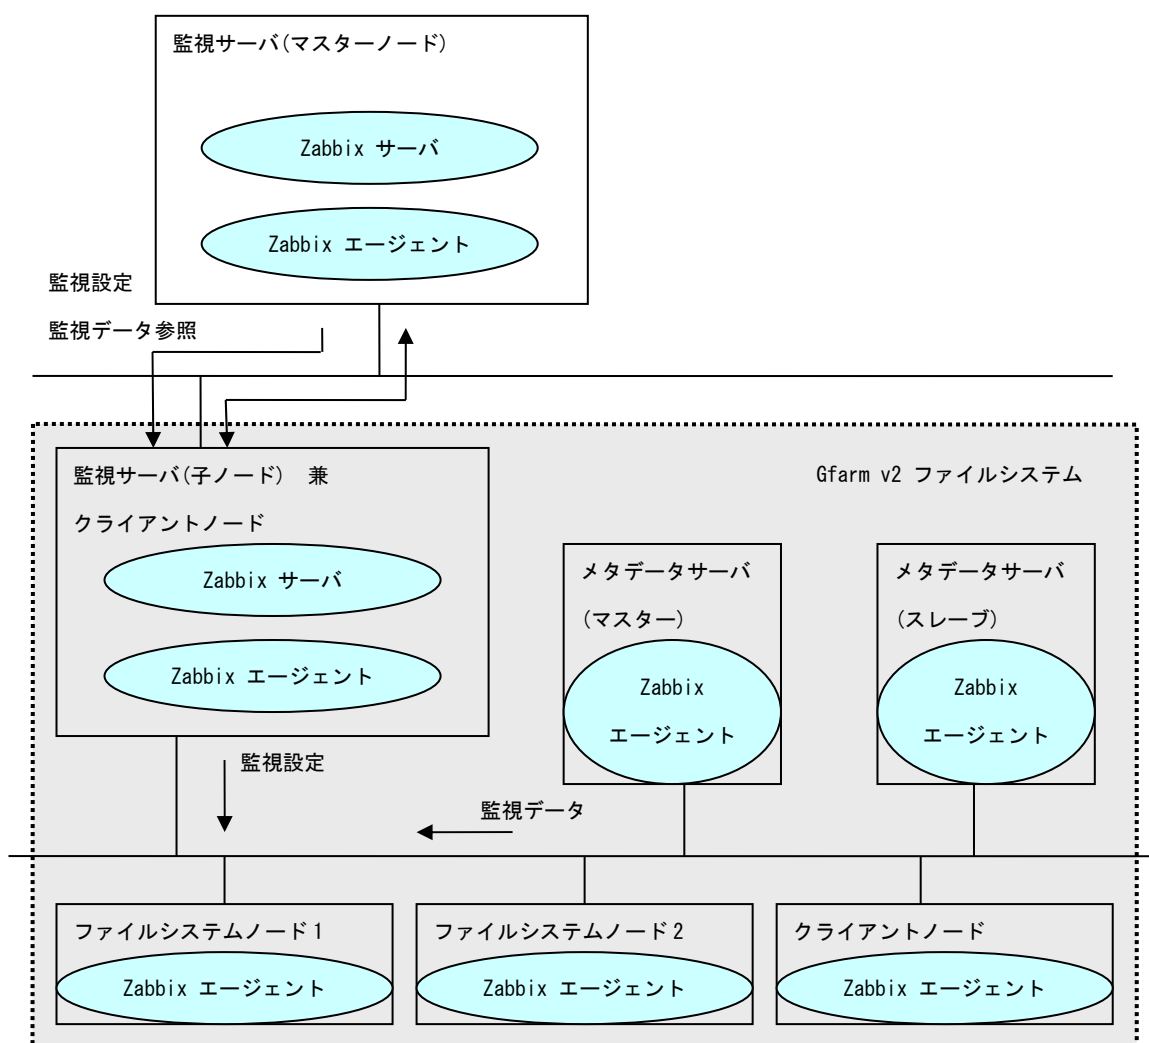 監視サーバ(マスターノード)
Zabbix サーバ
Zabbix エージェント
監視設定
監視データ参照
監視サーバ(子ノード) 兼
クライアントノード
Zabbix サーバ
Zabbix エージェント
Gfarm v2 ファイルシステム
メタデータサーバ
(マスター)
Zabbix
エージェント
メタデータサーバ
(スレーブ)
Zabbix
エージェント
監視設定
監視データ
ファイルシステムノード1
Zabbix エージェント
ファイルシステムノード2
Zabbix エージェント
クライアントノード
Zabbix エージェント